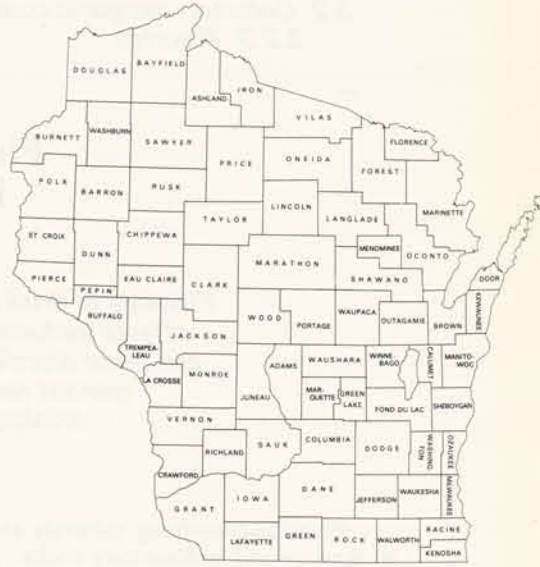 DOUGLAS
BAYFIELD
ASHLAND
IRON
VILAS
FLORENCE
BURNETT
WASHBURN
SAWYER
PRICE
ONEIDA
FOREST
MARINETTE
POLK
BARRON
RUSK
LINCOLN
LANGLADE
TAYLOR
ST CROIX
DUNN
CHIPPEWA
MENOMINEE
OCONTO
MARATHON
SHAWANO
DOOR
PIERCE
PEPIN
EAU CLAIRE
CLARK
BUFFALO
TREMPEA-
LEAU
JACKSON
WOOD
PORTAGE
WAUPACA
OUTAGAMIE
BROWN
KEWAUNEE
LA CROSSE
MONROE
JUNEAU
ADAMS
WAUSHARA
WINNE-
BAGO
CALUMET
MANITO-
WOC
MAR-
QUETTE
GREEN
LAKE
FOND DU LAC
SHEBOYGAN
VERNON
RICHLAND
SAUK
COLUMBIA
DODGE
WASHING
TON
OZAUKEE
CRAWFORD
GRANT
IOWA
DANE
JEFFERSON
WAUKESHA
MILWAUKEE
LAFAYETTE
GREEN
ROCK
WALWORTH
RACINE
KENOSHA